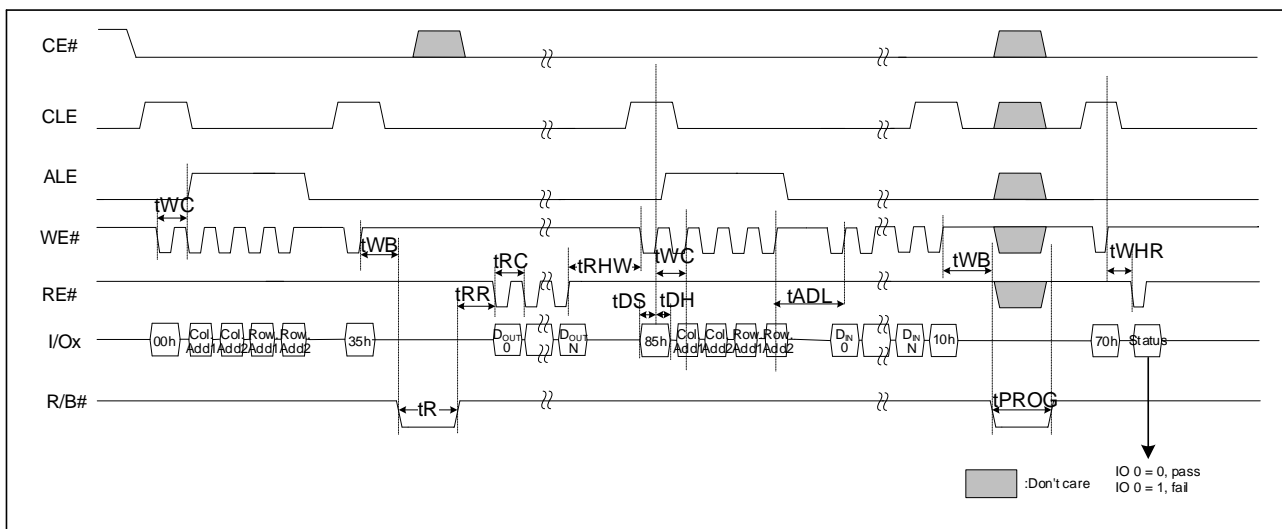 CE#
CLE
ALE
tWC
WE#
tWB
tRC
tRHW
tWC
tWB
tWHR
RE#
tRR
tDS
tDH
tADL
I/Ox
00h
Col. Add1
Col. Add2
Row. Add1
Row. Add2
35h
DOUT 0
DOUT N
85h
Col. Add1
Col. Add2
Row. Add1
Row. Add2
DIN 0
DIN N
10h
70h
Status
R/B#
tR
tPROG
:Don't care
IO 0 = 0, pass
IO 0 = 1, fail